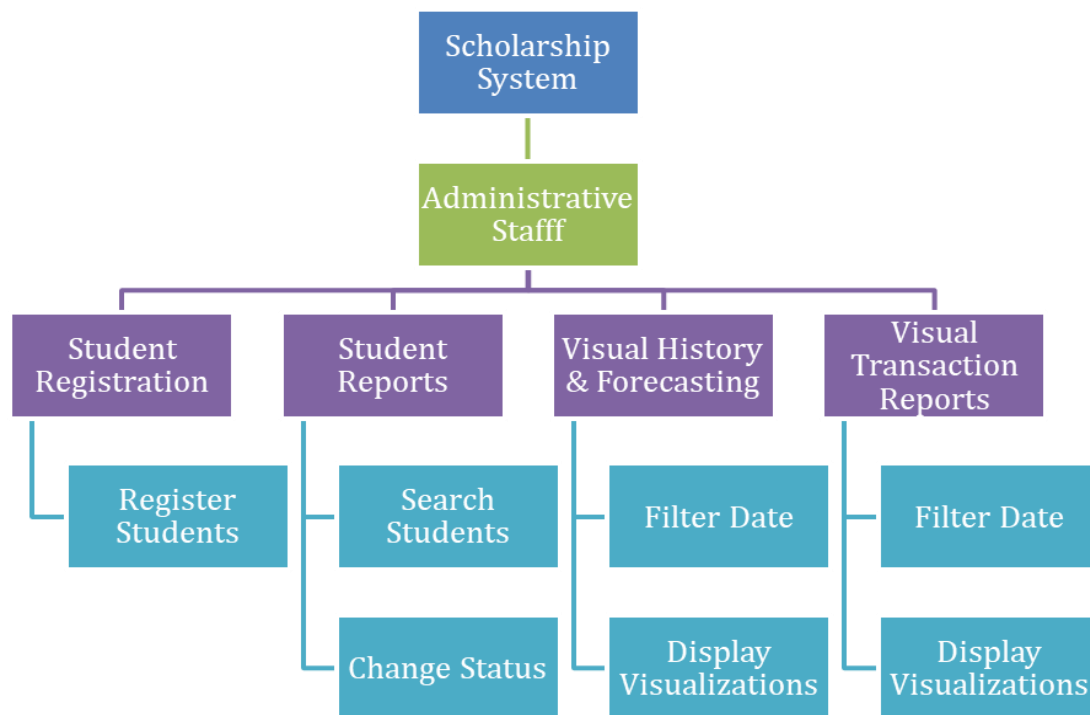 Scholarship
System
Administrative
Stafff
Student
Registration
Student
Reports
Visual History
& Forecasting
Visual
Transaction
Reports
Register
Students
Search
Students
Filter Date
Filter Date
Change Status
Display
Visualizations
Display
Visualizations